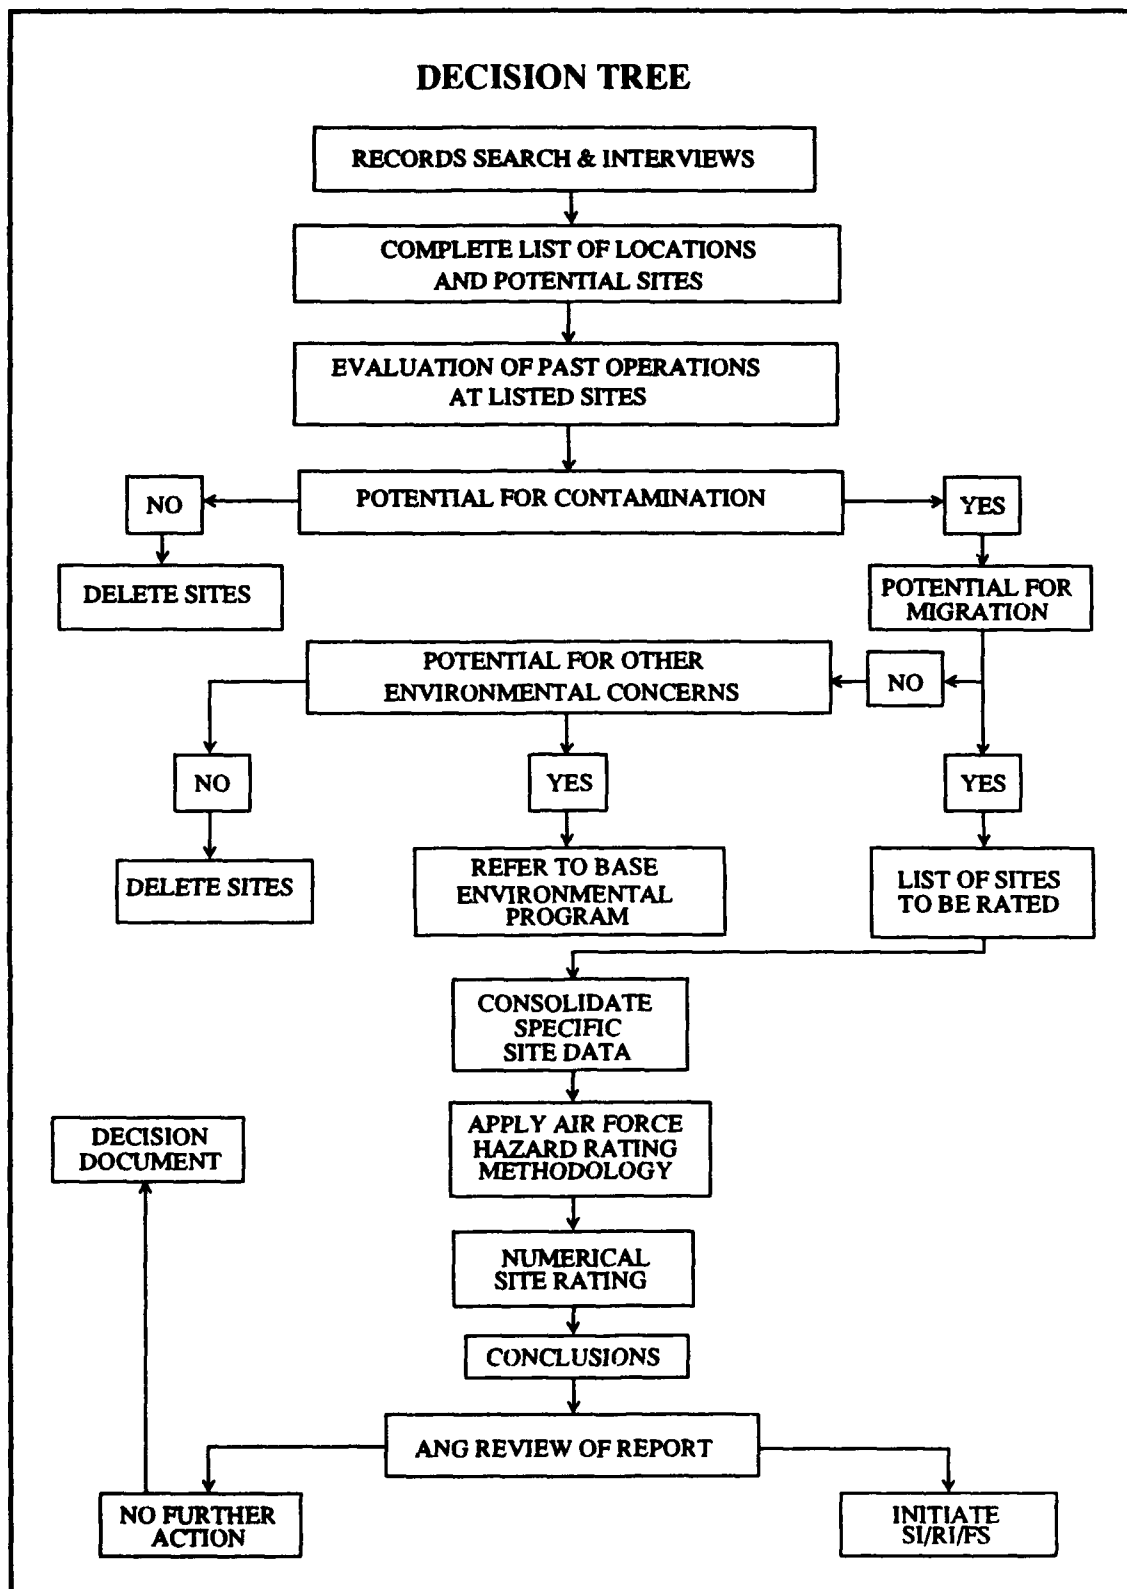 DECISION TREE
RECORDS SEARCH & INTERVIEWS
COMPLETE LIST OF LOCATIONS
AND POTENTIAL SITES
EVALUATION OF PAST OPERATIONS
AT LISTED SITES
NO
POTENTIAL FOR CONTAMINATION
YES
DELETE SITES
POTENTIAL FOR
MIGRATION
POTENTIAL FOR OTHER
ENVIRONMENTAL CONCERNS
NO
NO
YES
YES
DELETE SITES
REFER TO BASE
ENVIRONMENTAL
PROGRAM
LIST OF SITES
TO BE RATED
CONSOLIDATE
SPECIFIC
SITE DATA
DECISION
DOCUMENT
APPLY AIR FORCE
HAZARD RATING
METHODOLOGY
NUMERICAL
SITE RATING
CONCLUSIONS
ANG REVIEW OF REPORT
NO FURTHER
ACTION
INITIATE
SI/RI/FS